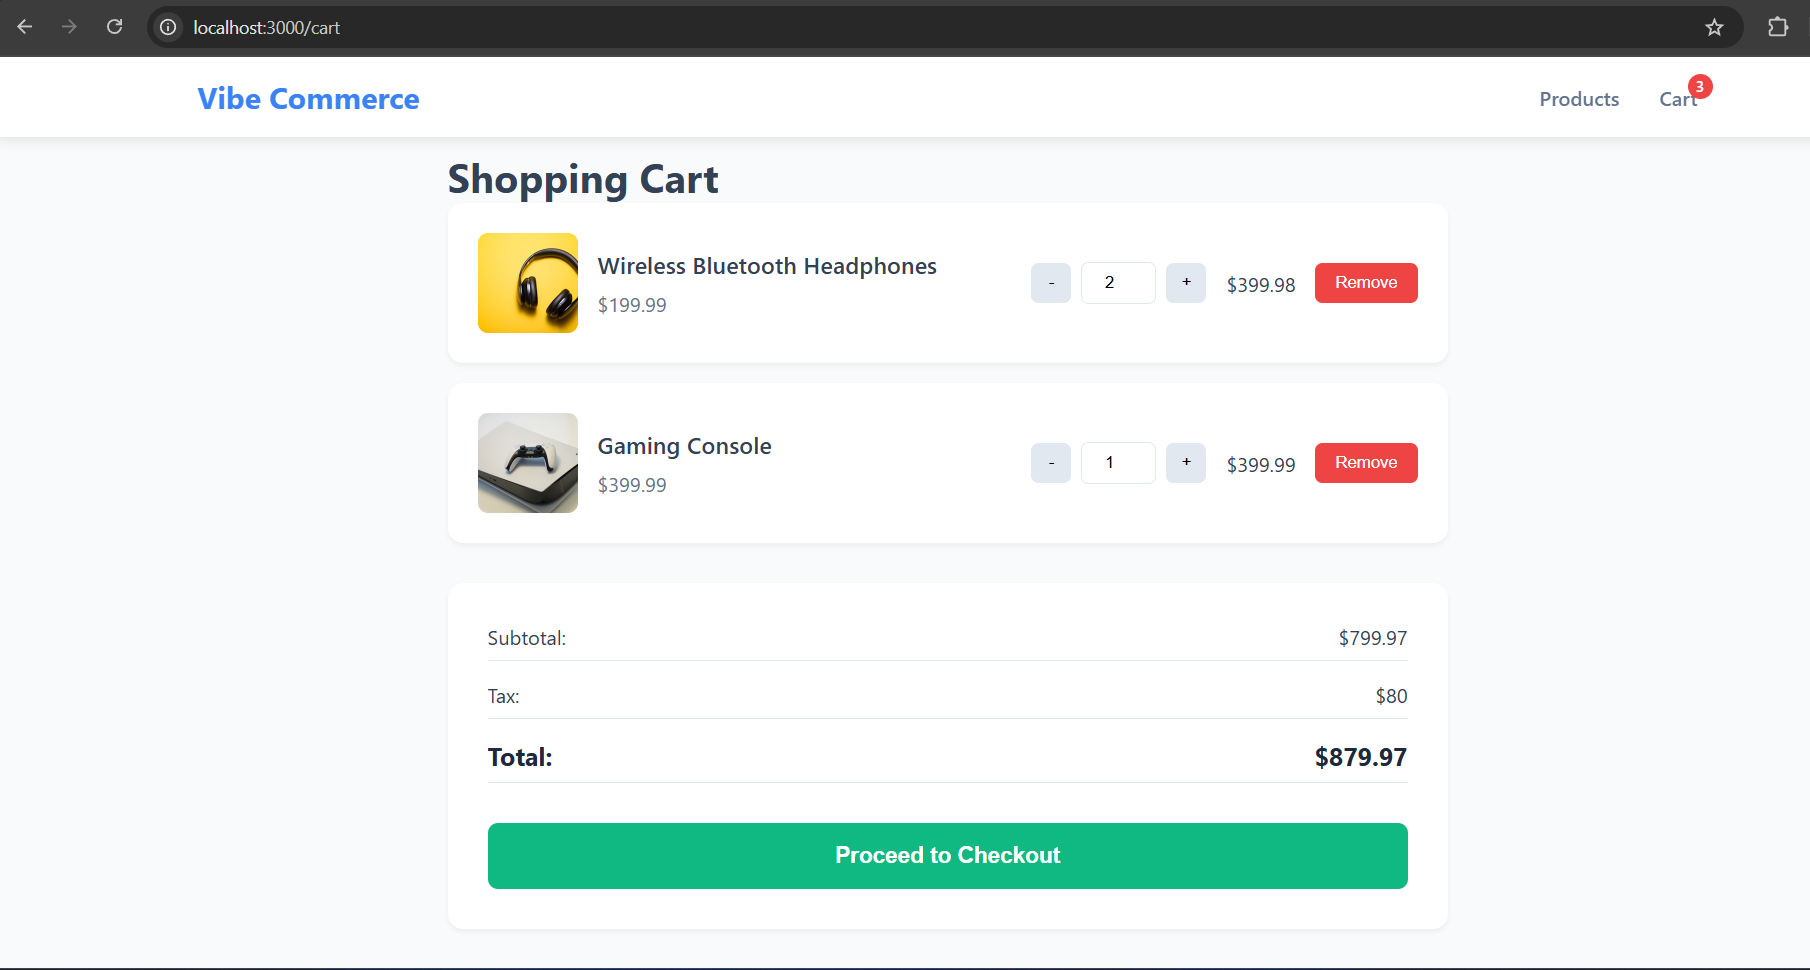 localhost:3000/cart
Vibe Commerce
Products
Cart
3
Shopping Cart
Wireless Bluetooth Headphones
$199.99
- 2 + $399.98 Remove
Gaming Console
$399.99
- 1 + $399.99 Remove
Subtotal: $799.97
Tax: $80
Total: $879.97
Proceed to Checkout